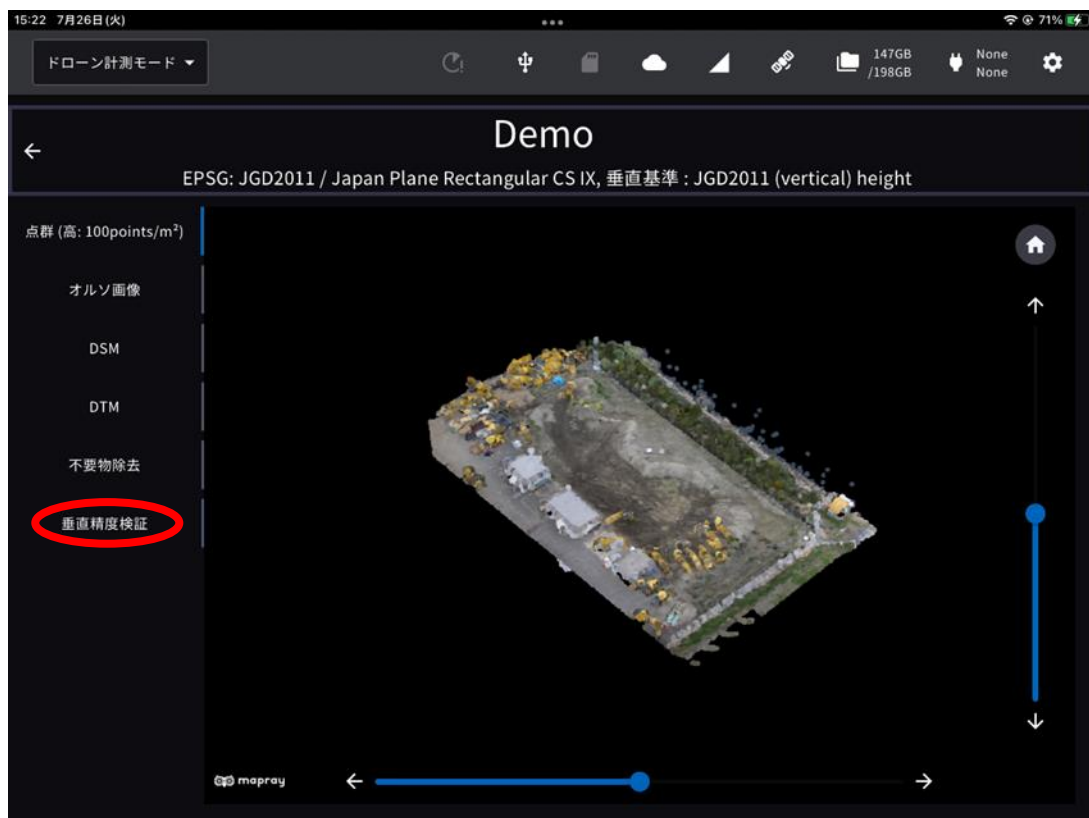 15:22 7月26日(火)
71%
ドローン計測モード
147GB
/198GB
None
None
Demo
EPSG: JGD2011 / Japan Plane Rectangular CS IX, 垂直基準 : JGD2011 (vertical) height
点群 (高: 100points/m²)
オルソ画像
DSM
DTM
不要物除去
垂直精度検証
mapray